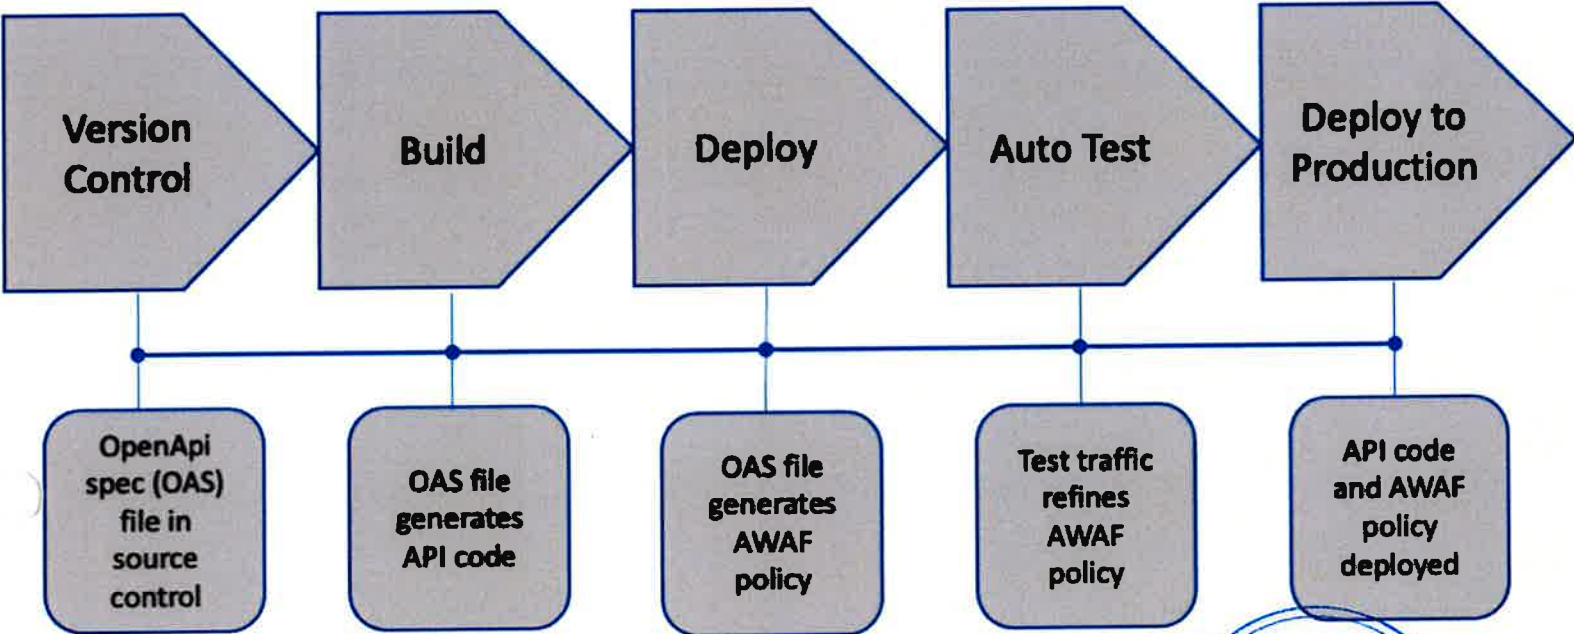 Version
Control
Build
Deploy
Auto Test
Deploy to
Production
OpenApi
spec (OAS)
file in
source
control
OAS file
generates
API code
OAS file
generates
AWAF
policy
Test traffic
refines
AWAF
policy
API code
and AWAF
policy
deployed